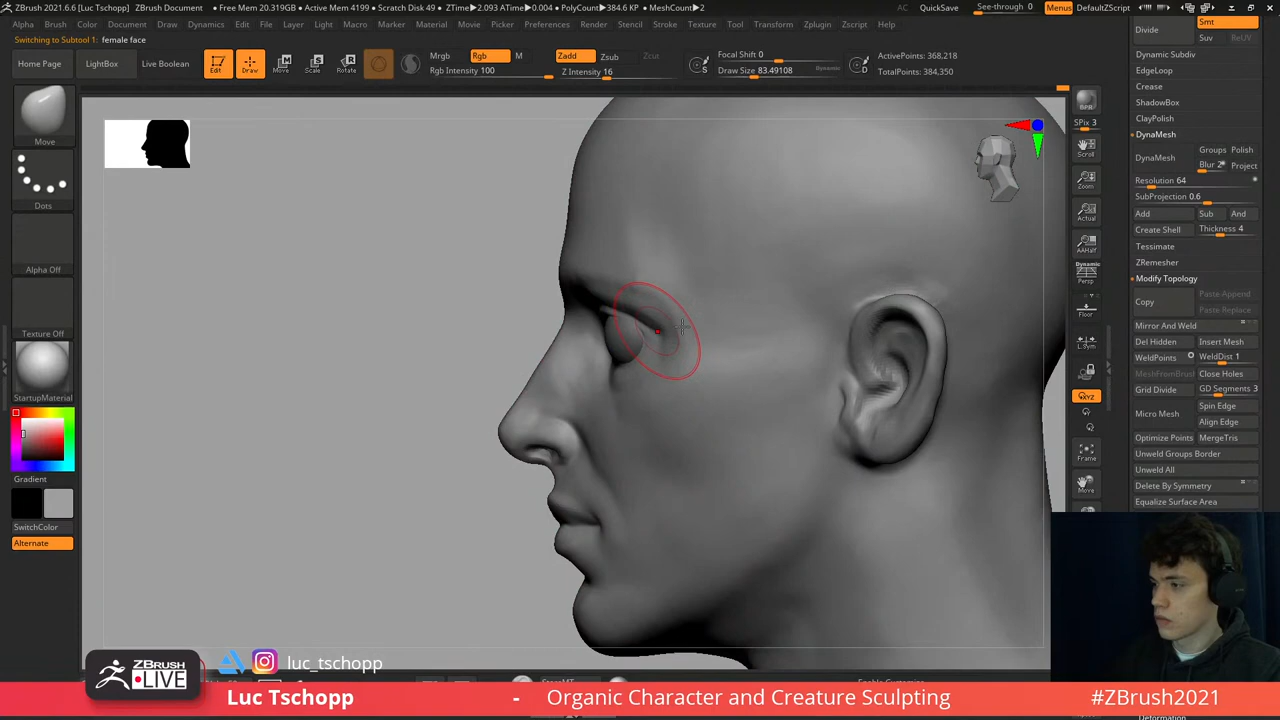 ZBrush 2021.6.6 [Luc Tschopp]
ZBrush Document
• Free Mem 20.319GB • Active Mem 4199 • Scratch Disk 49 • ZTime▶2.093 ATime▶0.004 • PolyCount▶384.6 KP • MeshCount▶2
AC QuickSave See-through 0 Menus DefaultZScript
Alpha Brush Color Document Draw Dynamics Edit File Layer Light Macro Marker Material Movie Picker Preferences Render Stencil Stroke Texture Tool Transform Zplugin Zscript Help
Switching to Subtool 1: female face
Home Page LightBox Live Boolean Edit Draw Move Scale Rotate
Mrgb Rgb M Zadd Zsub Zcut
Rgb Intensity 100 Z Intensity 16
Focal Shift 0
Draw Size 83.49108 Dynamic
ActivePoints: 368,218
TotalPoints: 384,350
Move
Dots
Alpha Off
Texture Off
StartupMaterial
Gradient
SwitchColor
Alternate
BPR
SPix 3
Scroll
Zoom
Actual
AAHalf
Dynamic
Persp
Floor
L.Sym
XYZ
Frame
Move
Divide Smt
Suv ReUV
Dynamic Subdiv
EdgeLoop
Crease
ShadowBox
ClayPolish
DynaMesh
DynaMesh Groups Polish
Blur 2 Project
Resolution 64
SubProjection 0.6
Add Sub And
Create Shell Thickness 4
Tessimate
ZRemesher
Modify Topology
Copy Paste Append
Paste Replace
Mirror And Weld
Del Hidden Insert Mesh
WeldPoints WeldDist 1
MeshFromBrush Close Holes
Grid Divide GD Segments 3
Micro Mesh Spin Edge
Align Edge
Optimize Points MergeTris
Unweld Groups Border
Unweld All
Delete By Symmetry
Equalize Surface Area
ZBRUSH
LIVE
luc_tschopp
Luc Tschopp - Organic Character and Creature Sculpting #ZBrush2021